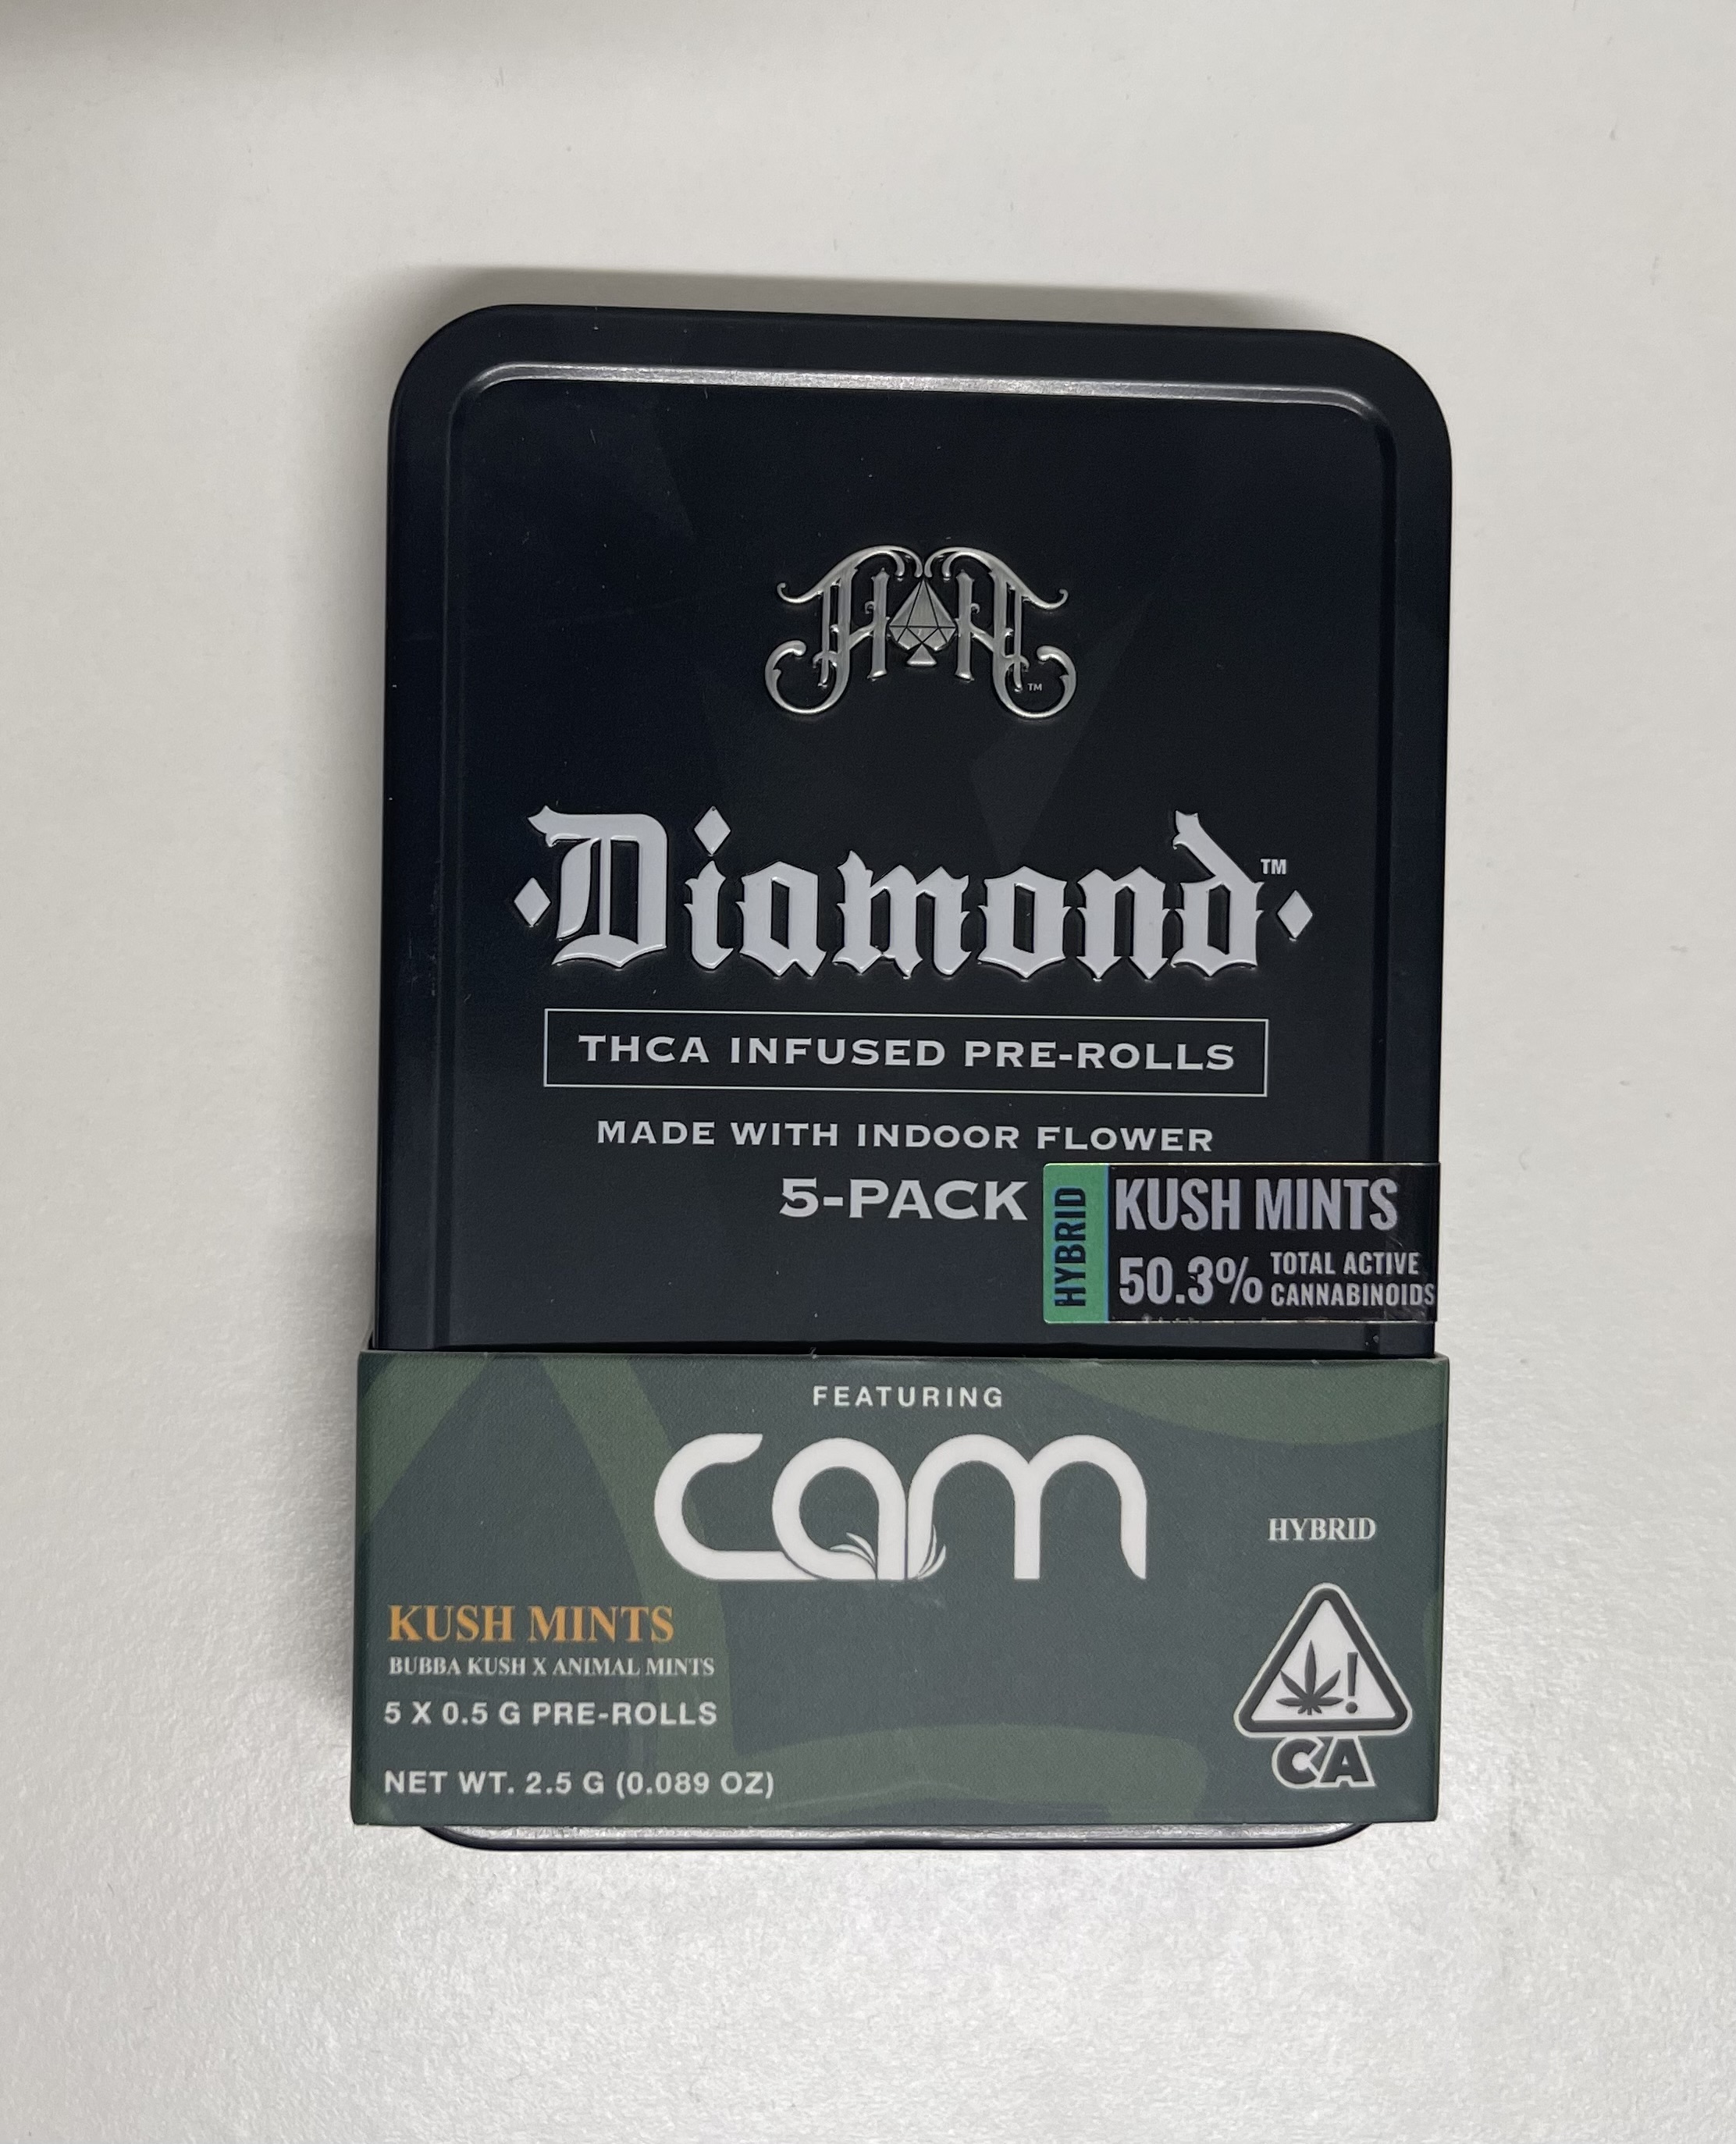 HH
™
Diamond™
THCA INFUSED PRE-ROLLS
MADE WITH INDOOR FLOWER
5-PACK
HYBRID
KUSH MINTS
50.3% TOTAL ACTIVE
CANNABINOIDS
FEATURING
cam
HYBRID
KUSH MINTS
BUBBA KUSH X ANIMAL MINTS
5 X 0.5 G PRE-ROLLS
NET WT. 2.5 G (0.089 OZ)
!
CA